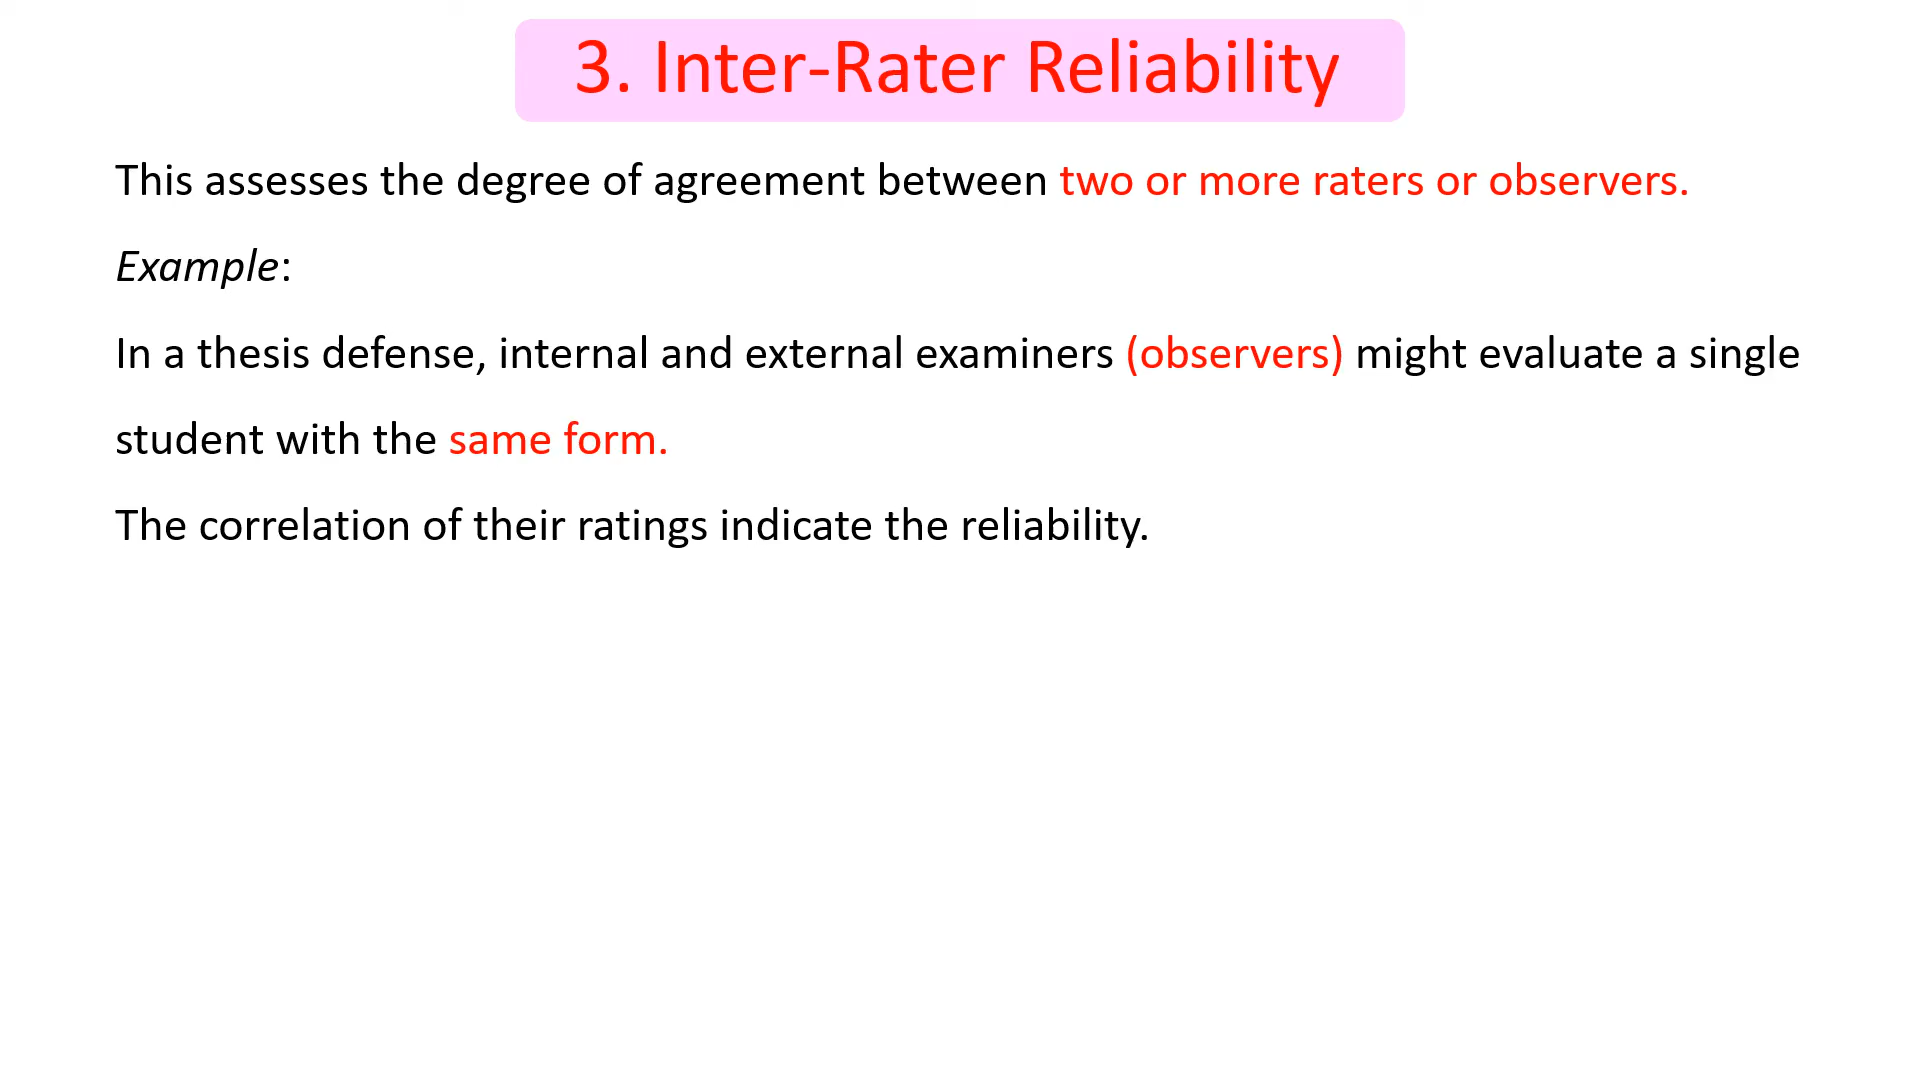 3. Inter-Rater Reliability
This assesses the degree of agreement between two or more raters or observers.
Example:
In a thesis defense, internal and external examiners (observers) might evaluate a single
student with the same form.
The correlation of their ratings indicate the reliability.